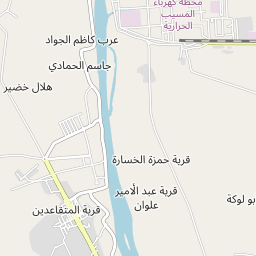 محطة كهرباء
المسيب
الحرارية
عرب كاظم الجواد
جاسم الحمادي
هلال خضير
قرية حمزة الخسارة
قرية عبد الأمير
علوان
بو لوكة
قرية المتقاعدين